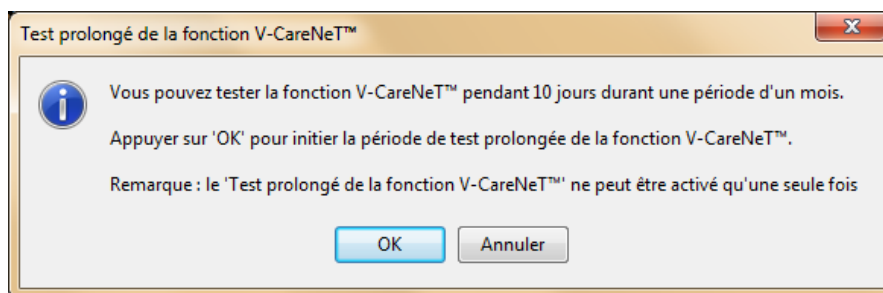 Test prolongé de la fonction V-CareNeT™
Vous pouvez tester la fonction V-CareNeT™ pendant 10 jours durant une période d'un mois.
Appuyer sur 'OK' pour initier la période de test prolongée de la fonction V-CareNeT™.
Remarque : le 'Test prolongé de la fonction V-CareNeT™' ne peut être activé qu'une seule fois
OK
Annuler